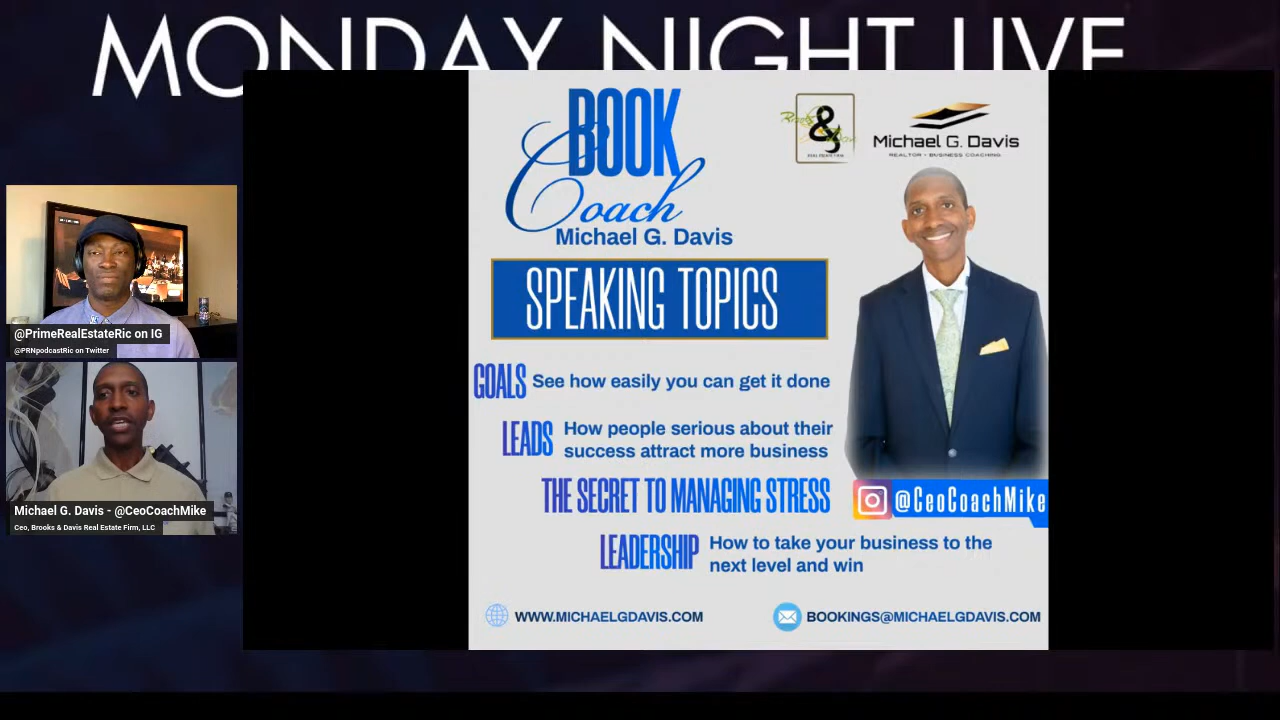 MONDAY NIGHT LIVE
BOOK
Coach
Michael G. Davis
&
Michael G. Davis
REALTOR - BUSINESS COACHING
SPEAKING TOPICS
GOALS See how easily you can get it done
LEADS How people serious about their
success attract more business
THE SECRET TO MANAGING STRESS
@CeoCoachMike
LEADERSHIP How to take your business to the
next level and win
WWW.MICHAELGDAVIS.COM
BOOKINGS@MICHAELGDAVIS.COM
@PrimeRealEstateRic on IG
@PRNpodcastRic on Twitter
Michael G. Davis - @CeoCoachMike
Ceo, Brooks & Davis Real Estate Firm, LLC